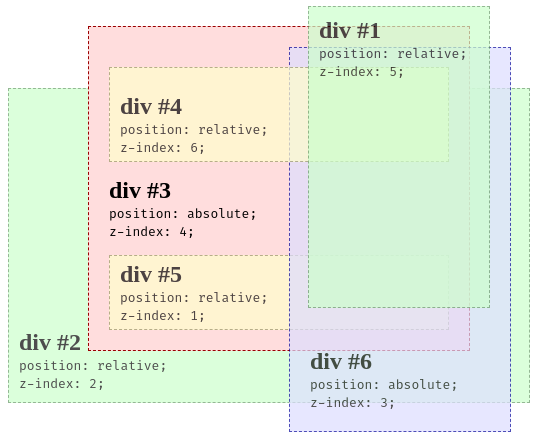 div #1
position: relative;
z-index: 5;
div #4
position: relative;
z-index: 6;
div #3
position: absolute;
z-index: 4;
div #5
position: relative;
z-index: 1;
div #2
position: relative;
z-index: 2;
div #6
position: absolute;
z-index: 3;